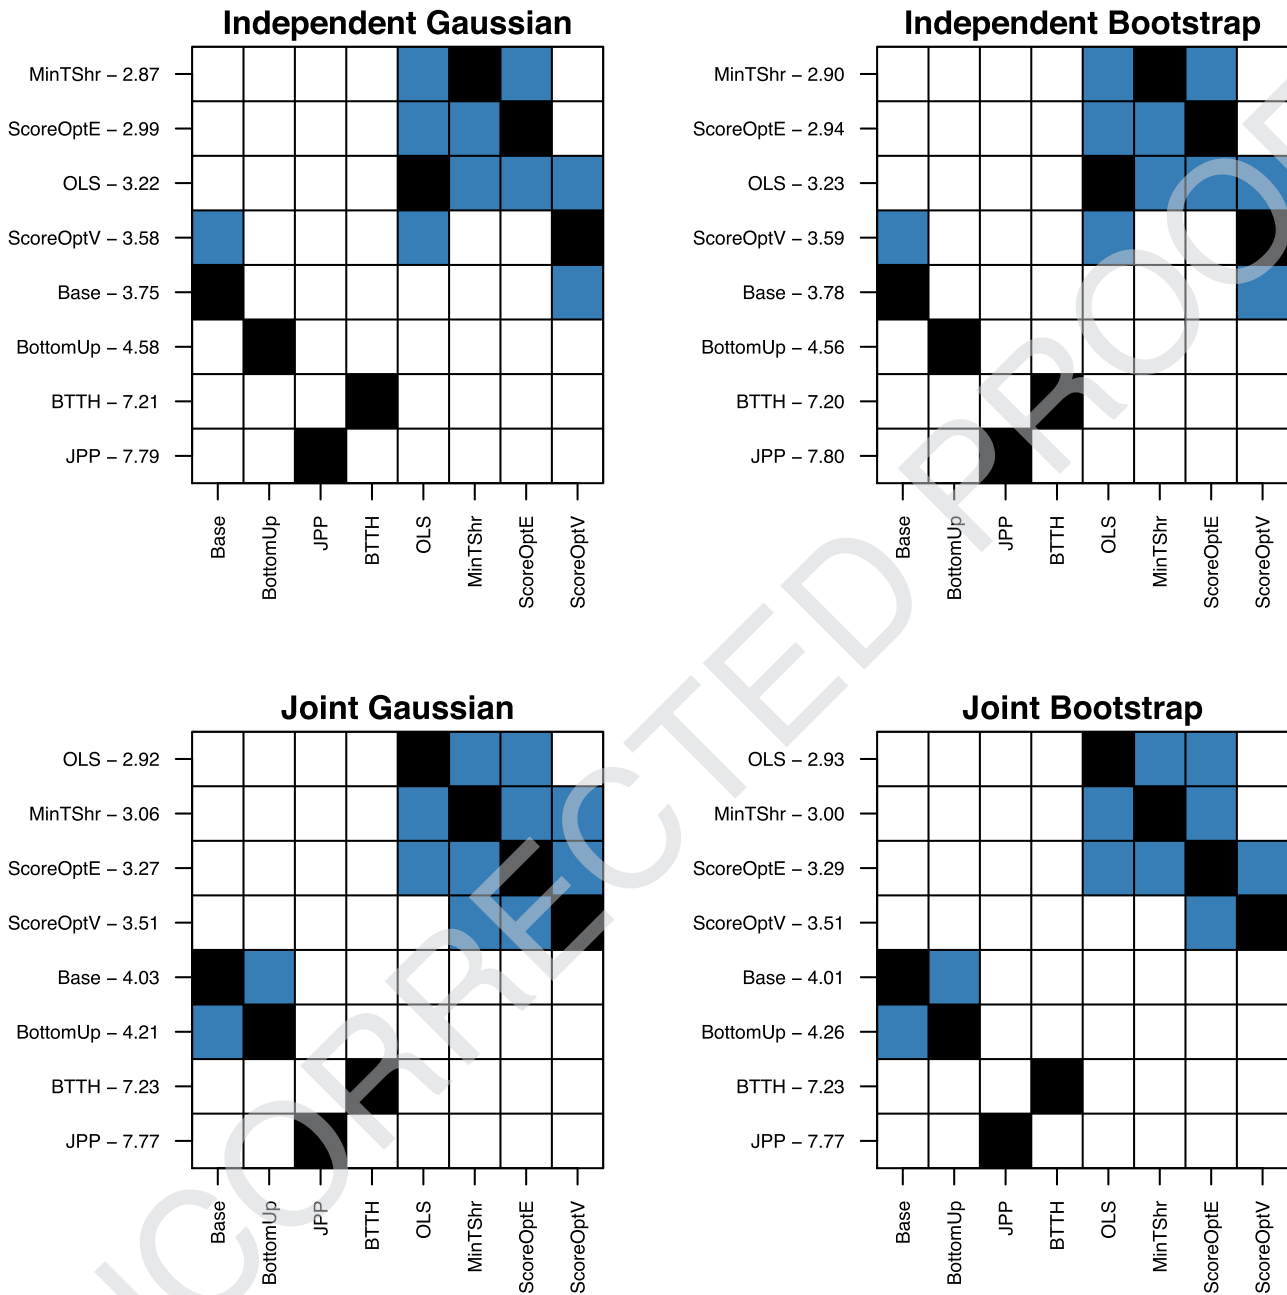 Independent Gaussian
MinTShr – 2.87
ScoreOptE – 2.99
OLS – 3.22
ScoreOptV – 3.58
Base – 3.75
BottomUp – 4.58
BTTH – 7.21
JPP – 7.79
Base
BottomUp
JPP
BTTH
OLS
MinTShr
ScoreOptE
ScoreOptV
Independent Bootstrap
MinTShr – 2.90
ScoreOptE – 2.94
OLS – 3.23
ScoreOptV – 3.59
Base – 3.78
BottomUp – 4.56
BTTH – 7.20
JPP – 7.80
Base
BottomUp
JPP
BTTH
OLS
MinTShr
ScoreOptE
ScoreOptV
Joint Gaussian
OLS – 2.92
MinTShr – 3.06
ScoreOptE – 3.27
ScoreOptV – 3.51
Base – 4.03
BottomUp – 4.21
BTTH – 7.23
JPP – 7.77
Base
BottomUp
JPP
BTTH
OLS
MinTShr
ScoreOptE
ScoreOptV
Joint Bootstrap
OLS – 2.93
MinTShr – 3.00
ScoreOptE – 3.29
ScoreOptV – 3.51
Base – 4.01
BottomUp – 4.26
BTTH – 7.23
JPP – 7.77
Base
BottomUp
JPP
BTTH
OLS
MinTShr
ScoreOptE
ScoreOptV
NCORRECTED PROOF